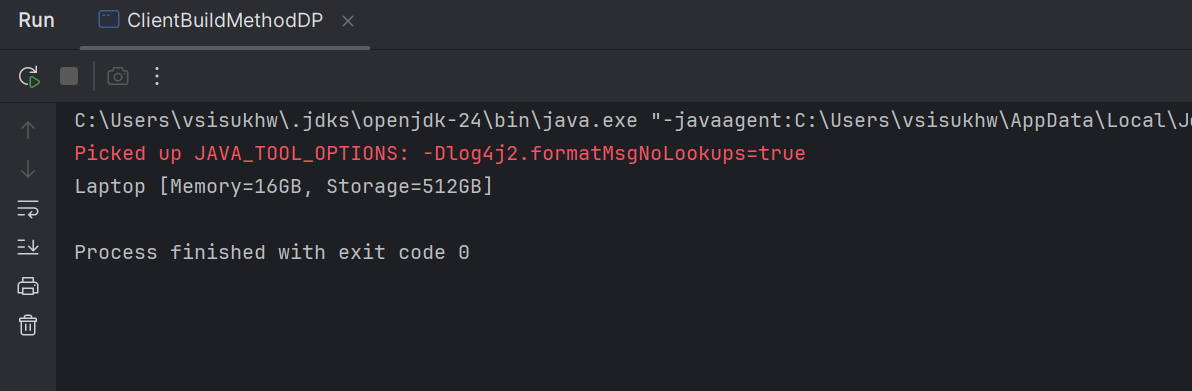 Run ClientBuildMethodDP
C:\Users\vsisukhw\.jdks\openjdk-24\bin\java.exe "-javaagent:C:\Users\vsisukhw\AppData\Local\J
Picked up JAVA_TOOL_OPTIONS: -Dlog4j2.formatMsgNoLookups=true
Laptop [Memory=16GB, Storage=512GB]
Process finished with exit code 0